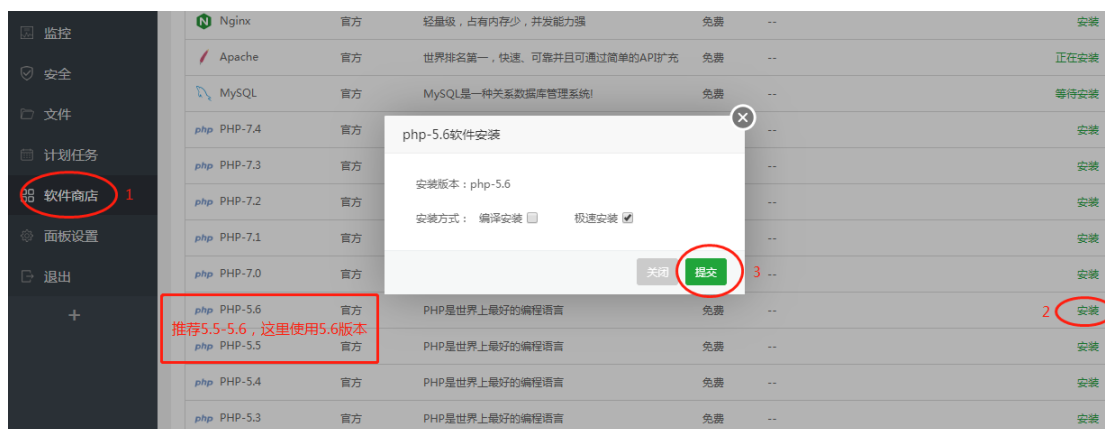 监控
安全
文件
计划任务
软件商店 1
面板设置
退出
+
Nginx 官方 轻量级，占有内存少，并发能力强 免费 -- 安装
Apache 官方 世界排名第一，快速、可靠并且可通过简单的API扩充 免费 -- 正在安装
MySQL 官方 MySQL是一种关系数据库管理系统! 免费 等待安装
php PHP-7.4 官方 -- 安装
php PHP-7.3 官方 -- 安装
php PHP-7.2 官方 -- 安装
php PHP-7.1 官方 -- 安装
php PHP-7.0 官方 -- 安装
php PHP-5.6 官方 PHP是世界上最好的编程语言 免费 -- 2 安装
推荐5.5-5.6，这里使用5.6版本
php PHP-5.5 官方 PHP是世界上最好的编程语言 免费 -- 安装
php PHP-5.4 官方 PHP是世界上最好的编程语言 免费 -- 安装
php PHP-5.3 官方 PHP是世界上最好的编程语言 免费 -- 安装
php-5.6软件安装
安装版本：php-5.6
安装方式： 编译安装 极速安装
关闭 提交 3